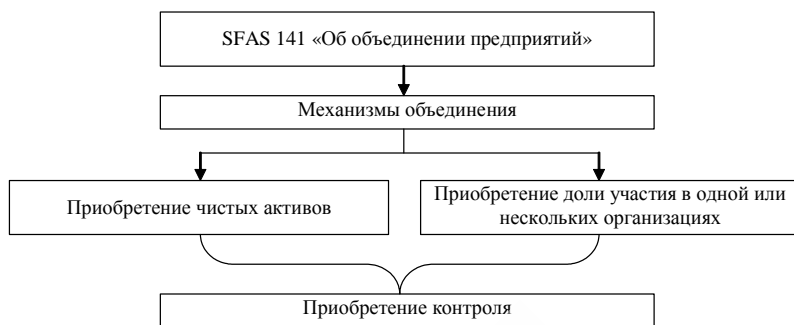 SFAS 141 «Об объединении предприятий»
Механизмы объединения
Приобретение чистых активов
Приобретение доли участия в одной или
нескольких организациях
Приобретение контроля